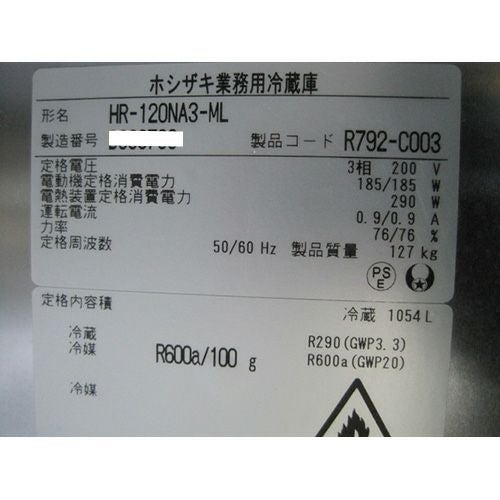 ホシザキ業務用冷蔵庫
形名 HR-120NA3-ML
製造番号
製品コード R792-C003
定格電圧 3相 200 V
電動機定格消費電力 185/185 W
電熱装置定格消費電力 290 W
運転電流 0.9/0.9 A
力率 76/76 %
定格周波数 50/60 Hz 製品質量 127 kg
PS
E
定格内容積 冷蔵 1054 L
冷蔵
冷媒 R600a/100 g
R290(GWP3.3)
R600a(GWP20)
冷媒